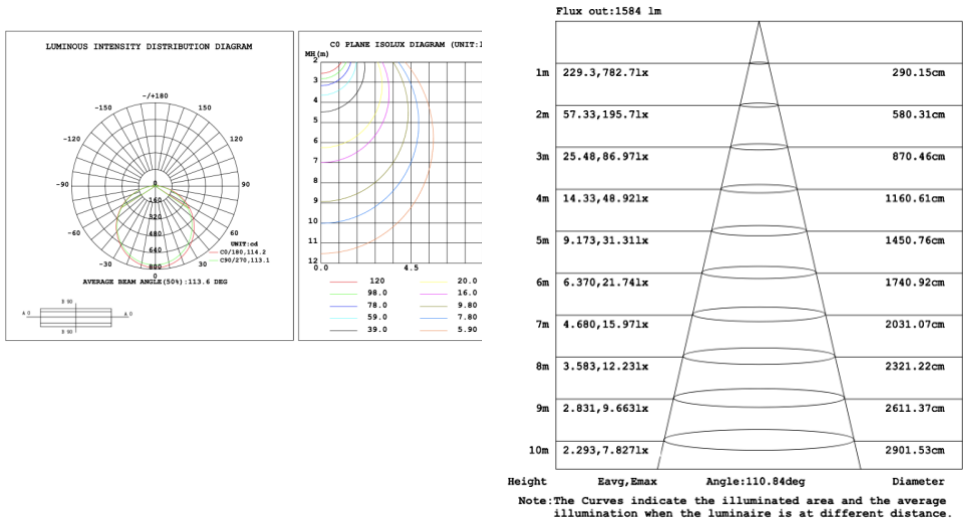 LUMINOUS INTENSITY DISTRIBUTION DIAGRAM
-/+180
-150 150
-120 120
-90 0 90
160
320
-60 480 60
640
-30 800 30
0
UNIT:cd
C0/180,114.2
C90/270,113.1
AVERAGE BEAM ANGLE(50%):113.6 DEG
C0 PLANE ISOLUX DIAGRAM (UNIT:
MH(m)
2
3
4
5
6
7
8
9
10
11
12
0.0 4.5
120 20.0
98.0 16.0
78.0 9.80
59.0 7.80
39.0 5.90
Flux out:1584 lm
1m 229.3,782.7lx 290.15cm
2m 57.33,195.7lx 580.31cm
3m 25.48,86.97lx 870.46cm
4m 14.33,48.92lx 1160.61cm
5m 9.173,31.31lx 1450.76cm
6m 6.370,21.74lx 1740.92cm
7m 4.680,15.97lx 2031.07cm
8m 3.583,12.23lx 2321.22cm
9m 2.831,9.663lx 2611.37cm
10m 2.293,7.827lx 2901.53cm
Height Eavg,Emax Angle:110.84deg Diameter
Note:The Curves indicate the illuminated area and the average
illumination when the luminaire is at different distance.